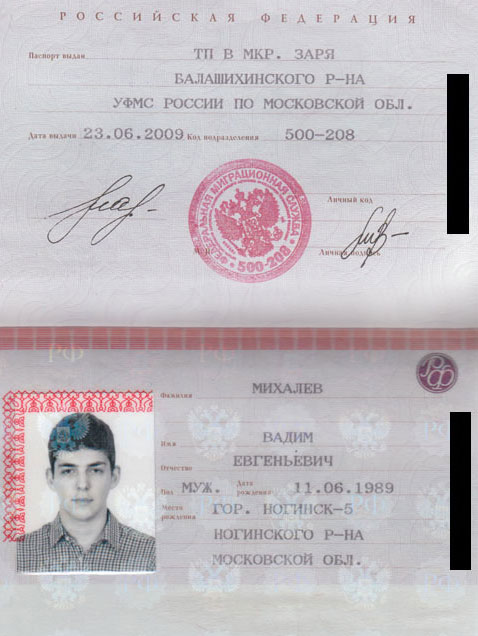 РОССИЙСКАЯ ФЕДЕРАЦИЯ
Паспорт выдан ТП В МКР. ЗАРЯ
БАЛАШИХИНСКОГО Р-НА
УФМС РОССИИ ПО МОСКОВСКОЙ ОБЛ.
Дата выдачи 23.06.2009 Код подразделения 500-208
Личный код
Личная подпись
ФЕДЕРАЛЬНАЯ МИГРАЦИОННАЯ СЛУЖБА
500-208
РФ
Фамилия МИХАЛЕВ
Имя ВАДИМ
Отчество ЕВГЕНЬЕВИЧ
Пол МУЖ. Дата рождения 11.06.1989
Место рождения ГОР. НОГИНСК-5
НОГИНСКОГО Р-НА
МОСКОВСКОЙ ОБЛ.